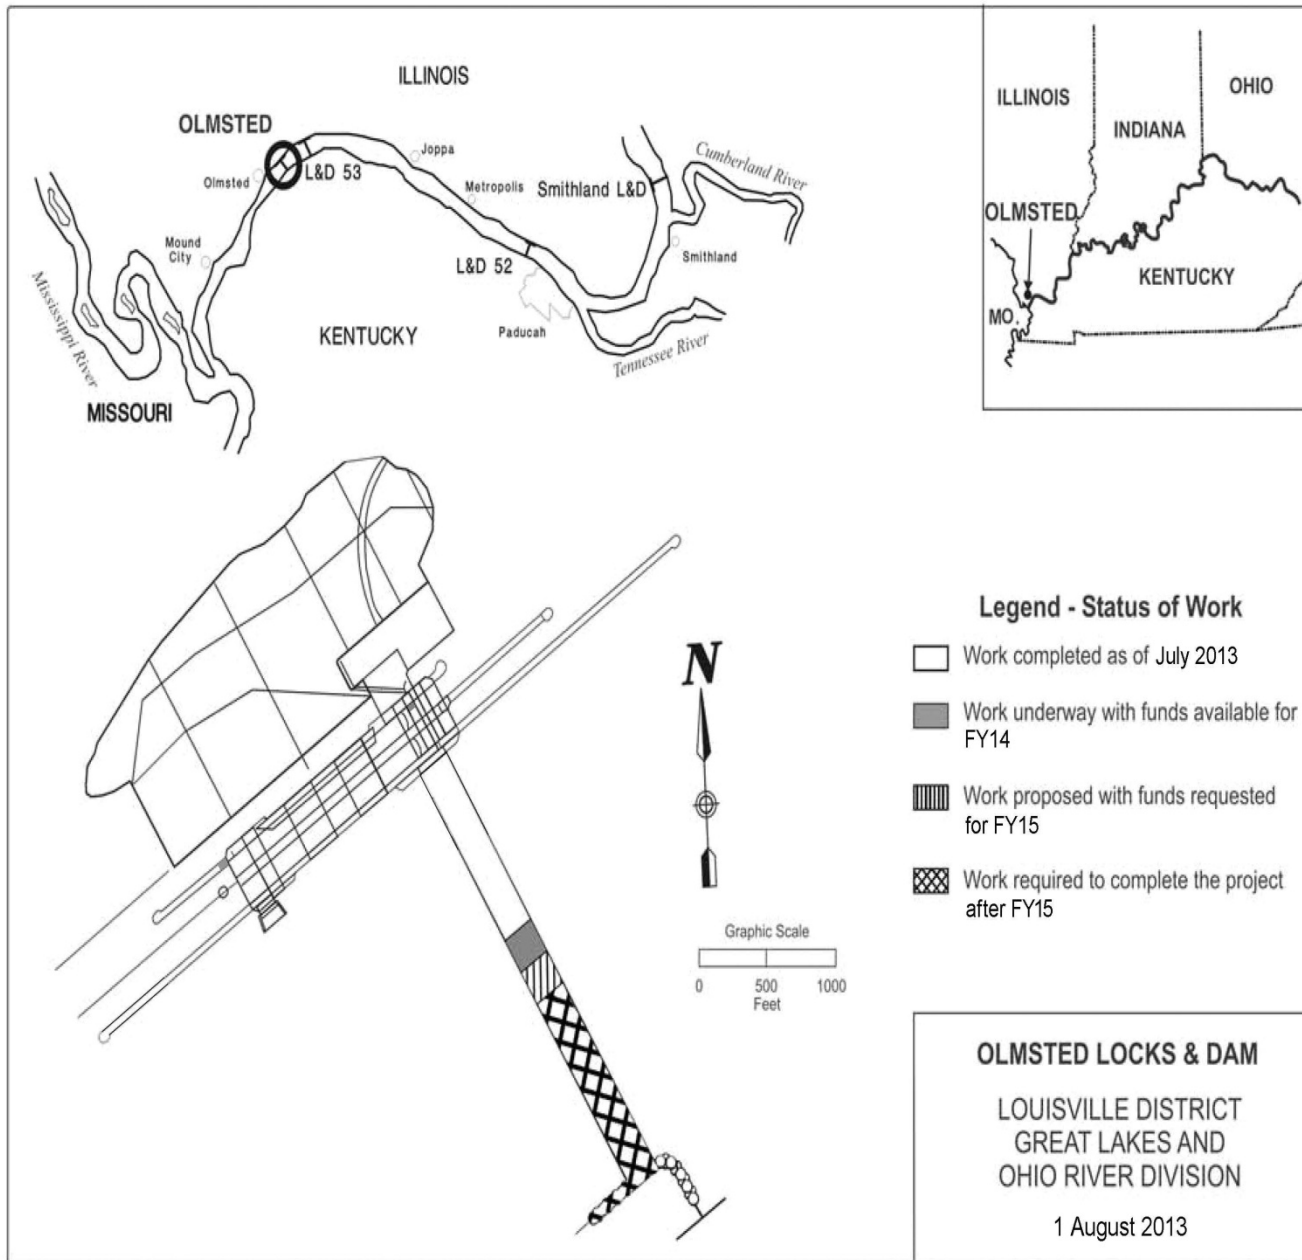 ILLINOIS
OLMSTED
Joppa
Olmsted
L&D 53
Metropolis
Smithland L&D
Cumberland River
Mound
City
L&D 52
Smithland
Mississippi River
KENTUCKY
Paducah
Tennessee River
MISSOURI
ILLINOIS
INDIANA
OHIO
OLMSTED
KENTUCKY
MO.
Legend - Status of Work
Work completed as of July 2013
Work underway with funds available for
FY14
Work proposed with funds requested
for FY15
Work required to complete the project
after FY15
N
Graphic Scale
0 500 1000
Feet
OLMSTED LOCKS & DAM
LOUISVILLE DISTRICT
GREAT LAKES AND
OHIO RIVER DIVISION
1 August 2013